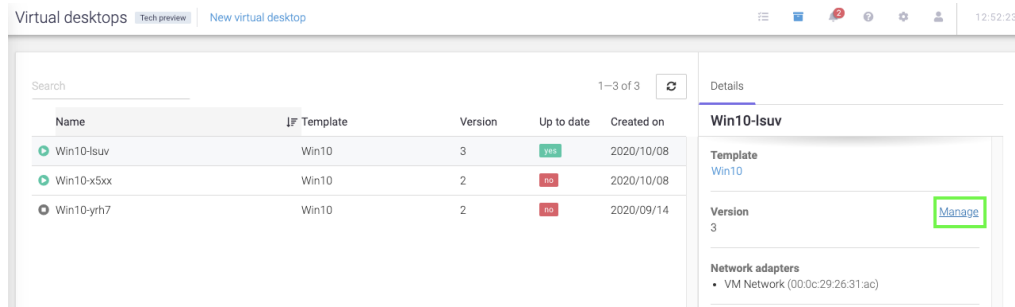 Virtual desktops Tech preview New virtual desktop 2 12:52:23
Search 1—3 of 3
Name Template Version Up to date Created on
Win10-lsuv Win10 3 yes 2020/10/08
Win10-x5xx Win10 2 no 2020/10/08
Win10-yrh7 Win10 2 no 2020/09/14
Details
Win10-lsuv
Template
Win10
Version Manage
3
Network adapters
• VM Network (00:0c:29:26:31:ac)